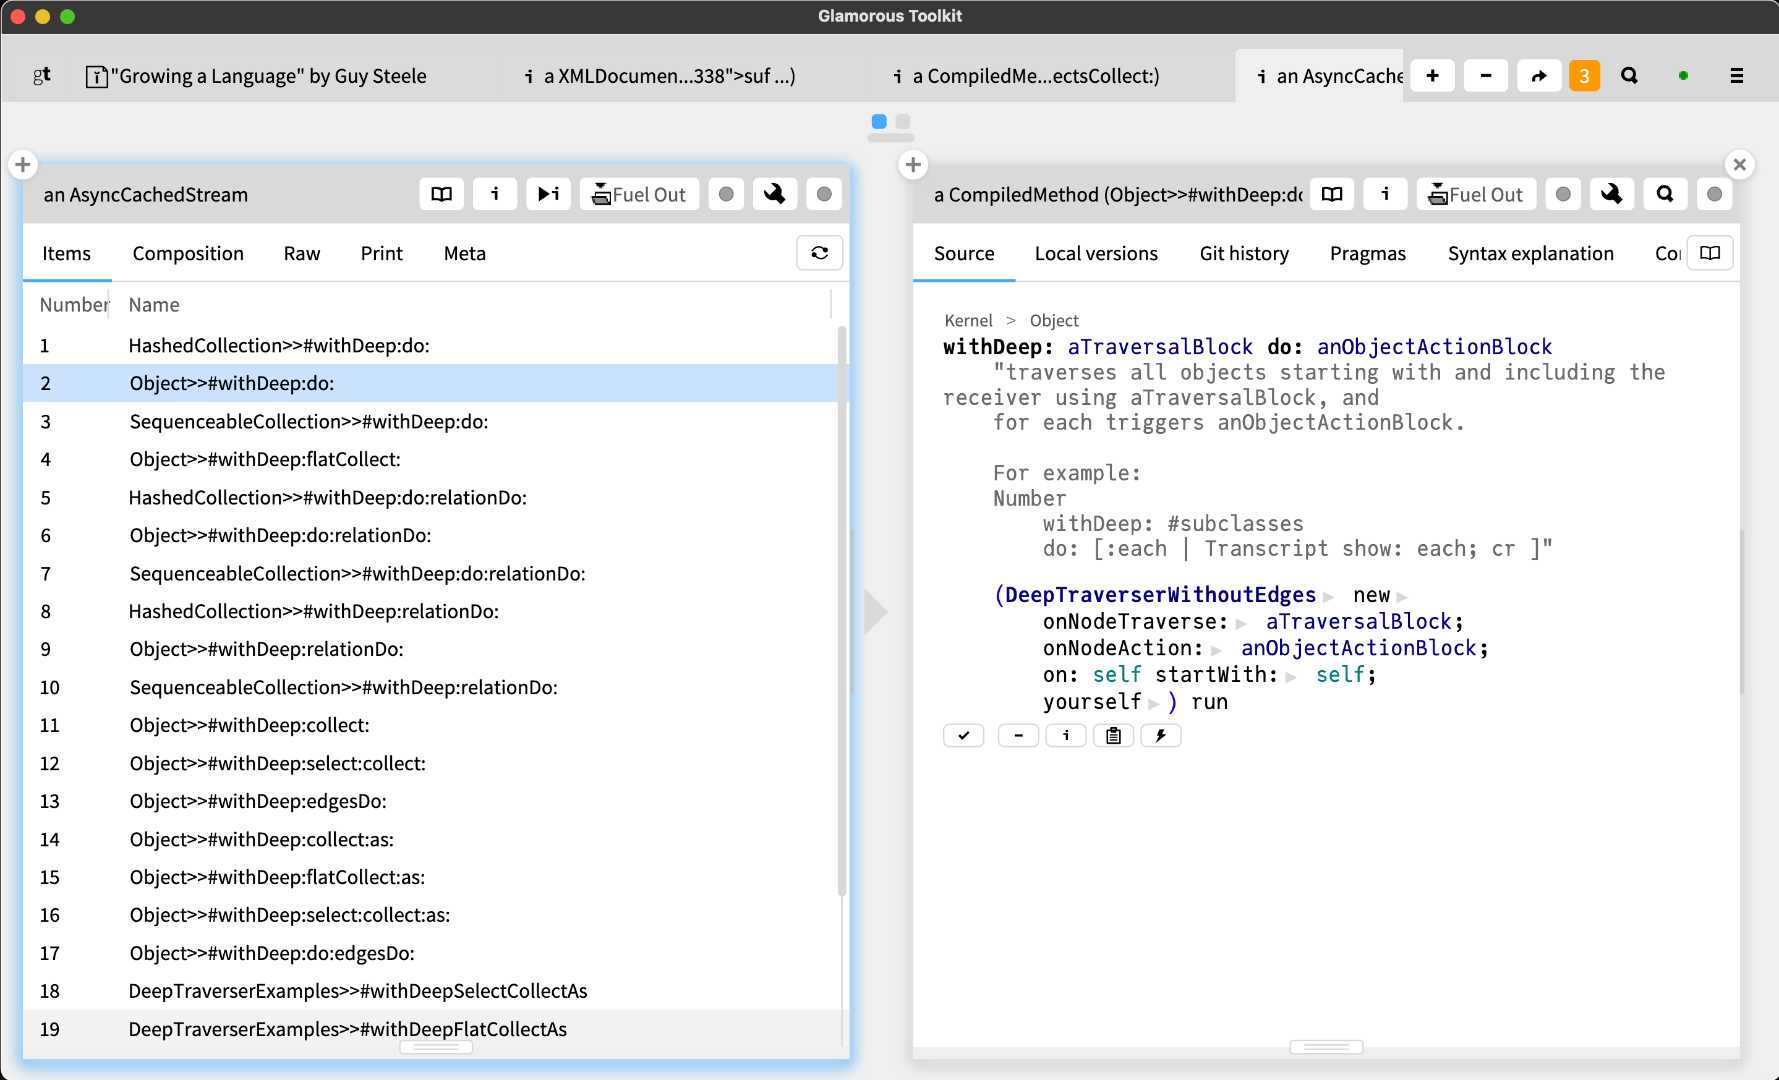 Glamorous Toolkit
gt
"Growing a Language" by Guy Steele
i a XMLDocumen...338">suf ...)
i a CompiledMe...ectsCollect:)
i an AsyncCache
+
-
3
an AsyncCachedStream
i
i
Fuel Out
Items
Composition
Raw
Print
Meta
Number
Name
1 HashedCollection>>#withDeep:do:
2 Object>>#withDeep:do:
3 SequenceableCollection>>#withDeep:do:
4 Object>>#withDeep:flatCollect:
5 HashedCollection>>#withDeep:do:relationDo:
6 Object>>#withDeep:do:relationDo:
7 SequenceableCollection>>#withDeep:do:relationDo:
8 HashedCollection>>#withDeep:relationDo:
9 Object>>#withDeep:relationDo:
10 SequenceableCollection>>#withDeep:relationDo:
11 Object>>#withDeep:collect:
12 Object>>#withDeep:select:collect:
13 Object>>#withDeep:edgesDo:
14 Object>>#withDeep:collect:as:
15 Object>>#withDeep:flatCollect:as:
16 Object>>#withDeep:select:collect:as:
17 Object>>#withDeep:do:edgesDo:
18 DeepTraverserExamples>>#withDeepSelectCollectAs
19 DeepTraverserExamples>>#withDeepFlatCollectAs
a CompiledMethod (Object>>#withDeep:do
i
Fuel Out
Source
Local versions
Git history
Pragmas
Syntax explanation
Co
Kernel > Object
withDeep: aTraversalBlock do: anObjectActionBlock
"traverses all objects starting with and including the
receiver using aTraversalBlock, and
for each triggers anObjectActionBlock.
For example:
Number
withDeep: #subclasses
do: [:each | Transcript show: each; cr ]"
(DeepTraverserWithoutEdges new
onNodeTraverse: aTraversalBlock;
onNodeAction: anObjectActionBlock;
on: self startWith: self;
yourself ) run
i